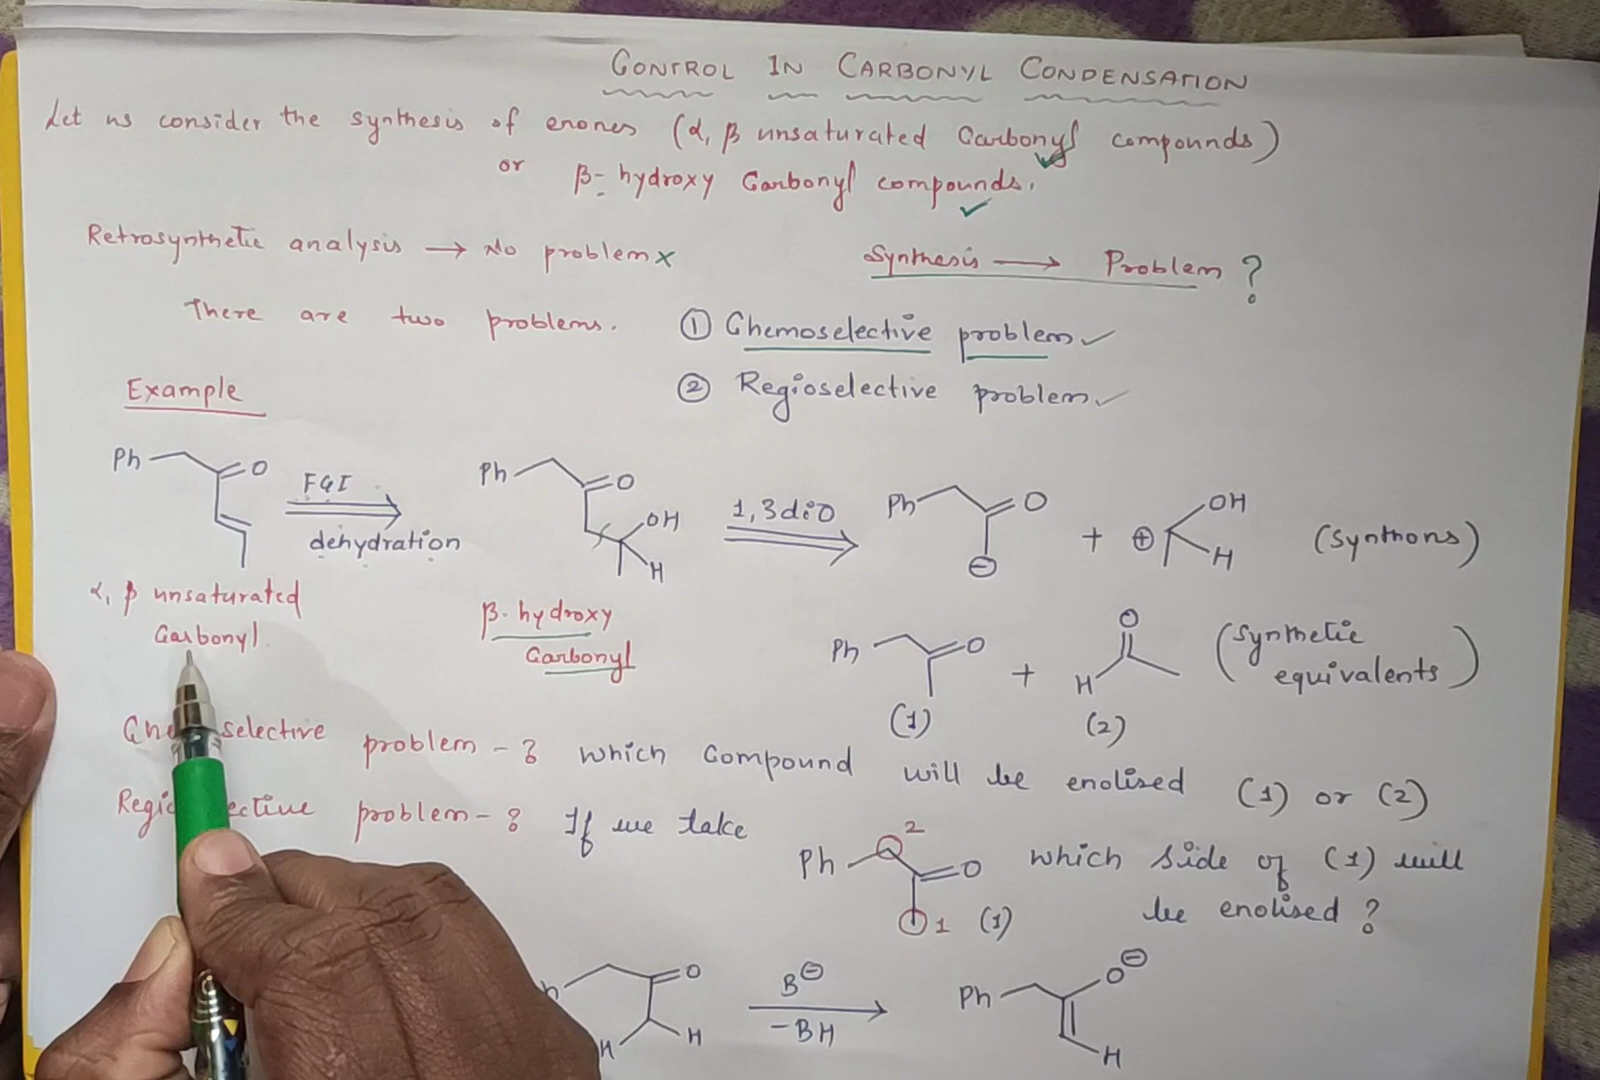 CONTROL IN CARBONYL CONDENSATION
Let us consider the synthesis of enones (α, β unsaturated Carbonyl compounds)
or β- hydroxy Carbonyl compounds.
Retrosynthetic analysis → No problem x
Synthesis → Problem ?
There are two problems. ① Chemoselective problem ✓
② Regioselective problem ✓
Example
Ph O FGI dehydration Ph O OH H 1,3 diO Ph O ⊖ + ⊕ OH H (Synthons)
α, β unsaturated
Carbonyl
β- hydroxy
Carbonyl
Ph O (1) + O H (2) (Synthetic
equivalents)
problem - ? which compound will be enolised (1) or (2)
problem - ? If we take Ph 2 O 1 (1) which side of (1) will
be enolised ?
O H H B⊖ -BH Ph O⊖ H